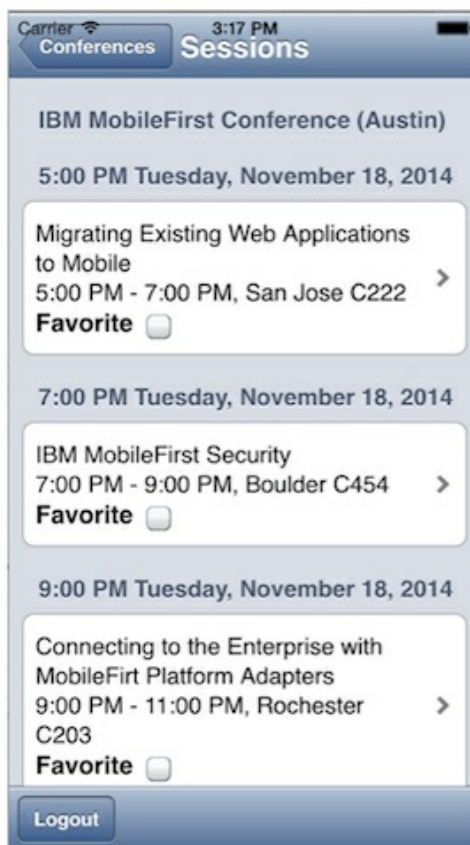 Carrier 3:17 PM
Conferences Sessions
IBM MobileFirst Conference (Austin)
5:00 PM Tuesday, November 18, 2014
Migrating Existing Web Applications
to Mobile
5:00 PM - 7:00 PM, San Jose C222
Favorite
7:00 PM Tuesday, November 18, 2014
IBM MobileFirst Security
7:00 PM - 9:00 PM, Boulder C454
Favorite
9:00 PM Tuesday, November 18, 2014
Connecting to the Enterprise with
MobileFirt Platform Adapters
9:00 PM - 11:00 PM, Rochester
C203
Favorite
Logout